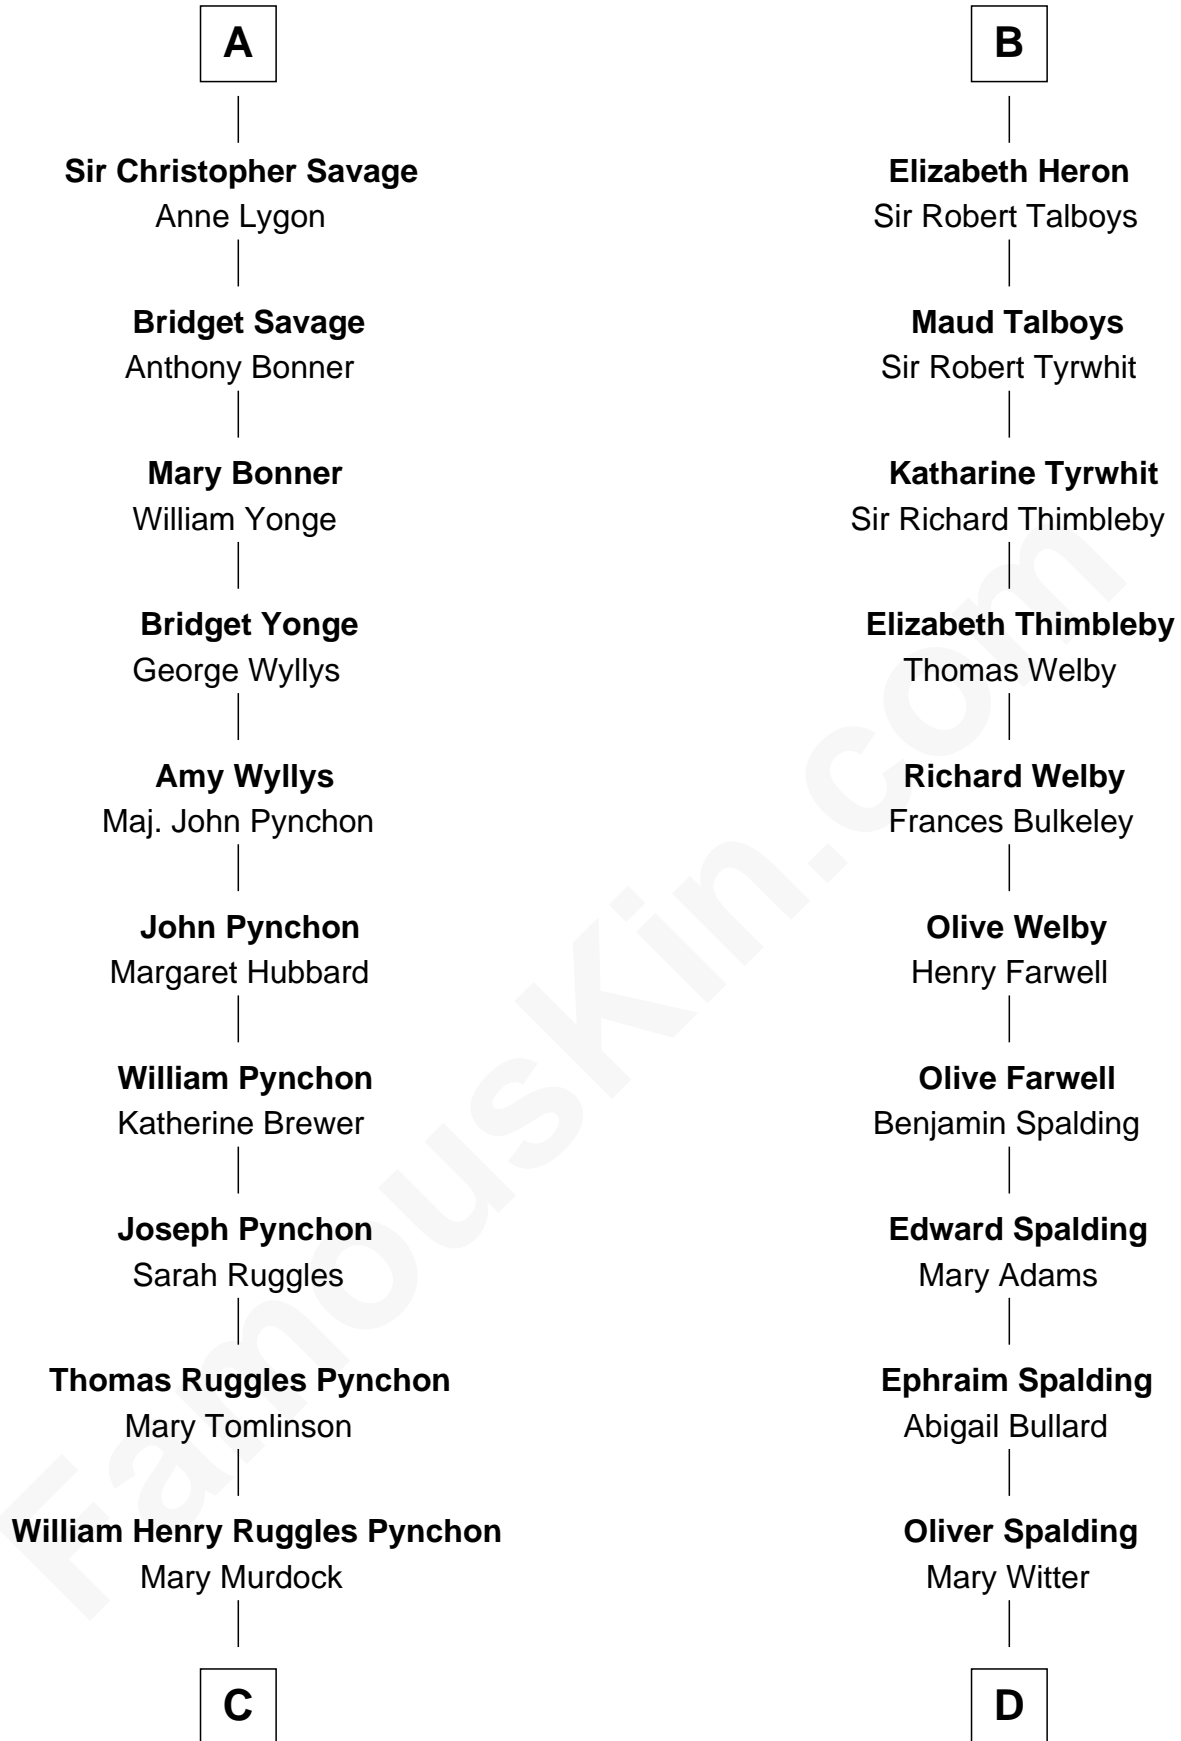 A
Sir Christopher Savage
Anne Lygon
Bridget Savage
Anthony Bonner
Mary Bonner
William Yonge
Bridget Yonge
George Wyllys
Amy Wyllys
Maj. John Pynchon
John Pynchon
Margaret Hubbard
William Pynchon
Katherine Brewer
Joseph Pynchon
Sarah Ruggles
Thomas Ruggles Pynchon
Mary Tomlinson
William Henry Ruggles Pynchon
Mary Murdock
C
B
Elizabeth Heron
Sir Robert Talboys
Maud Talboys
Sir Robert Tyrwhit
Katharine Tyrwhit
Sir Richard Thimbleby
Elizabeth Thimbleby
Thomas Welby
Richard Welby
Frances Bulkeley
Olive Welby
Henry Farwell
Olive Farwell
Benjamin Spalding
Edward Spalding
Mary Adams
Ephraim Spalding
Abigail Bullard
Oliver Spalding
Mary Witter
D
FamousKin.com